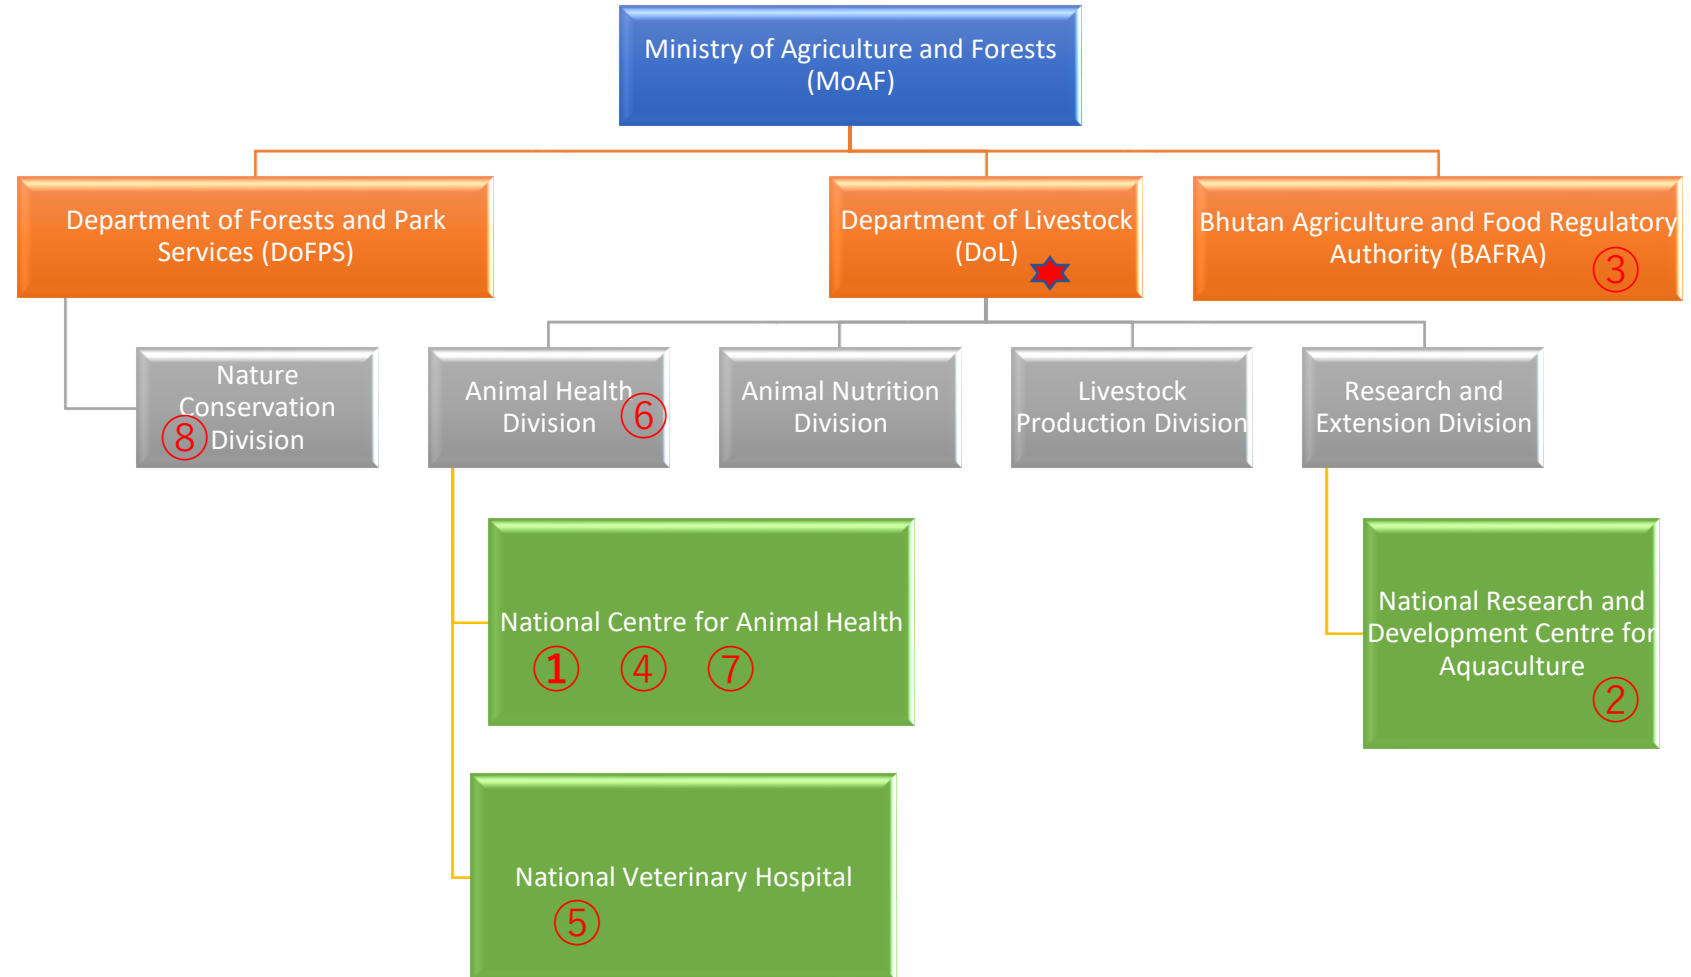 Ministry of Agriculture and Forests
(MoAF)
Department of Forests and Park
Services (DoFPS)
Department of Livestock
(DoL)
Bhutan Agriculture and Food Regulatory
Authority (BAFRA)
③
Nature
Conservation
Division
⑧
Animal Health
Division
⑥
Animal Nutrition
Division
Livestock
Production Division
Research and
Extension Division
National Centre for Animal Health
① ④ ⑦
National Research and
Development Centre for
Aquaculture
②
National Veterinary Hospital
⑤